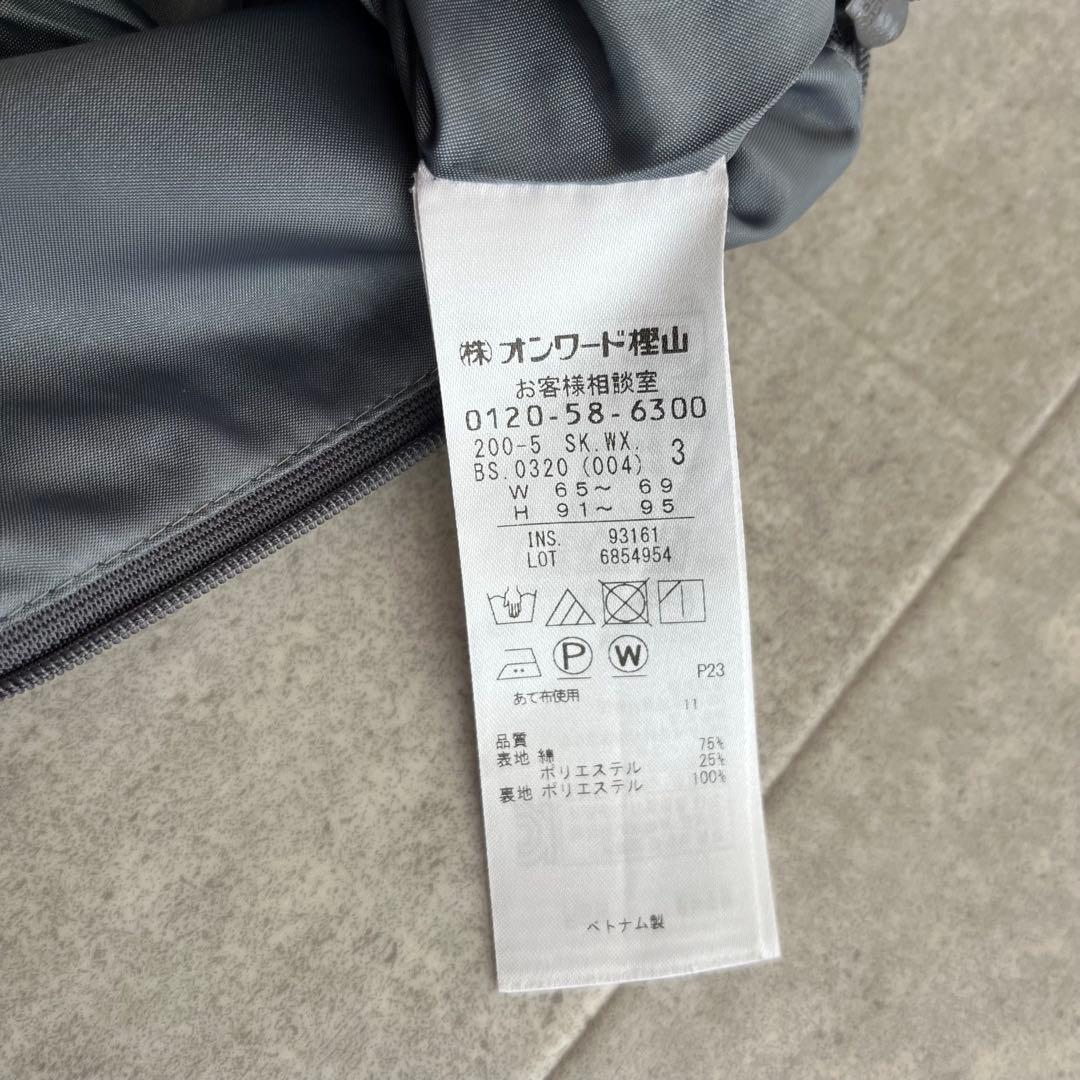 (株) オンワード樫山
お客様相談室
0120-58-6300
200-5 SK.WX.
BS.0320 (004) 3
W 65〜 69
H 91〜 95
INS. 93161
LOT 6854954
P W
あて布使用
P23
11
品質
表地 綿 75%
ポリエステル 25%
裏地 ポリエステル 100%
ベトナム製